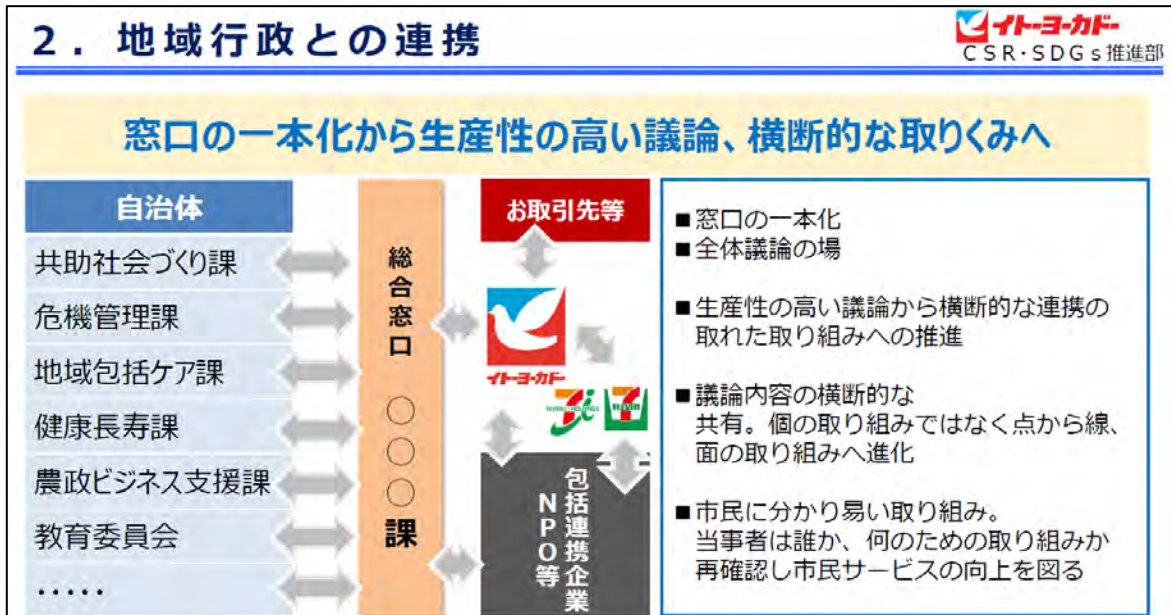 2．地域行政との連携
イトーヨーカドー
CSR･SDGs推進部
窓口の一本化から生産性の高い議論、横断的な取りくみへ
自治体
共助社会づくり課
危機管理課
地域包括ケア課
健康長寿課
農政ビジネス支援課
教育委員会
・・・・・
総合窓口 〇〇〇課
お取引先等
イトーヨーカドー
包括連携企業
NPO等
■窓口の一本化
■全体議論の場
■生産性の高い議論から横断的な連携の
取れた取り組みへの推進
■議論内容の横断的な
共有。個の取り組みではなく点から線、
面の取り組みへ進化
■市民に分かり易い取り組み。
当事者は誰か、何のための取り組みか
再確認し市民サービスの向上を図る